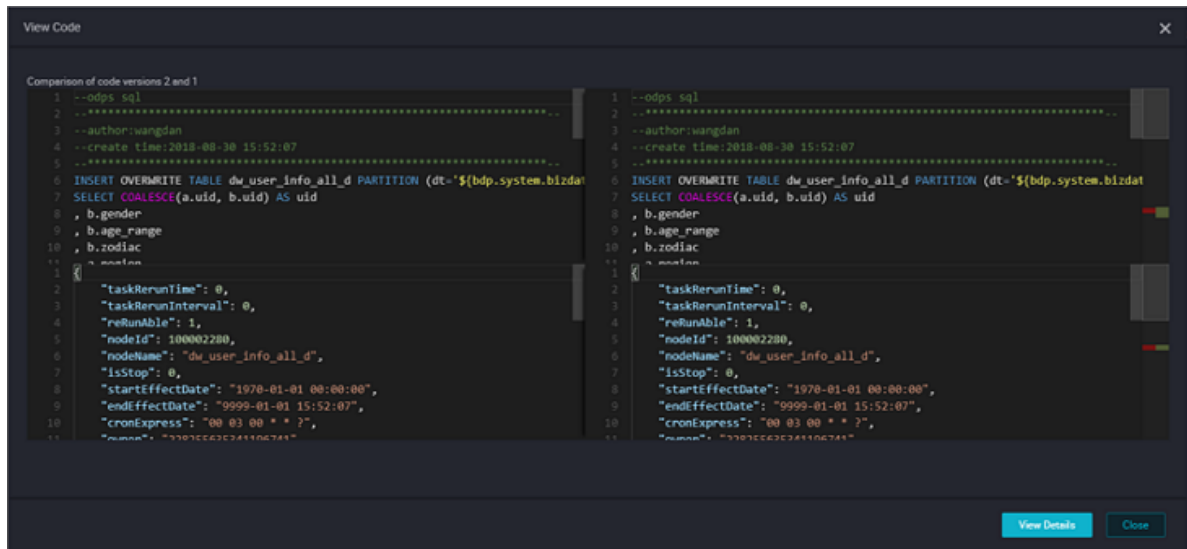 View Code
Comparison of code versions 2 and 1
1 --odps sql
2 --******************************************************************--
3 --author:wangdan
4 --create time:2018-08-30 15:52:07
5 --******************************************************************--
6 INSERT OVERWRITE TABLE dw_user_info_all_d PARTITION (dt='${bdp.system.bizdat
7 SELECT COALESCE(a.uid, b.uid) AS uid
8 , b.gender
9 , b.age_range
10 , b.zodiac
11 , a.region
1 {
2 "taskRerunTime": 0,
3 "taskRerunInterval": 0,
4 "reRunAble": 1,
5 "nodeId": 100002280,
6 "nodeName": "dw_user_info_all_d",
7 "isStop": 0,
8 "startEffectDate": "1970-01-01 00:00:00",
9 "endEffectDate": "9999-01-01 15:52:07",
10 "cronExpress": "00 03 00 * * ?",
11 "owner":
1 --odps sql
2 --******************************************************************--
3 --author:wangdan
4 --create time:2018-08-30 15:52:07
5 --******************************************************************--
6 INSERT OVERWRITE TABLE dw_user_info_all_d PARTITION (dt='${bdp.system.bizdat
7 SELECT COALESCE(a.uid, b.uid) AS uid
8 , b.gender
9 , b.age_range
10 , b.zodiac
11 , a.region
1 {
2 "taskRerunTime": 0,
3 "taskRerunInterval": 0,
4 "reRunAble": 1,
5 "nodeId": 100002280,
6 "nodeName": "dw_user_info_all_d",
7 "isStop": 0,
8 "startEffectDate": "1970-01-01 00:00:00",
9 "endEffectDate": "9999-01-01 15:52:07",
10 "cronExpress": "00 03 00 * * ?",
11 "owner":
View Details
Close